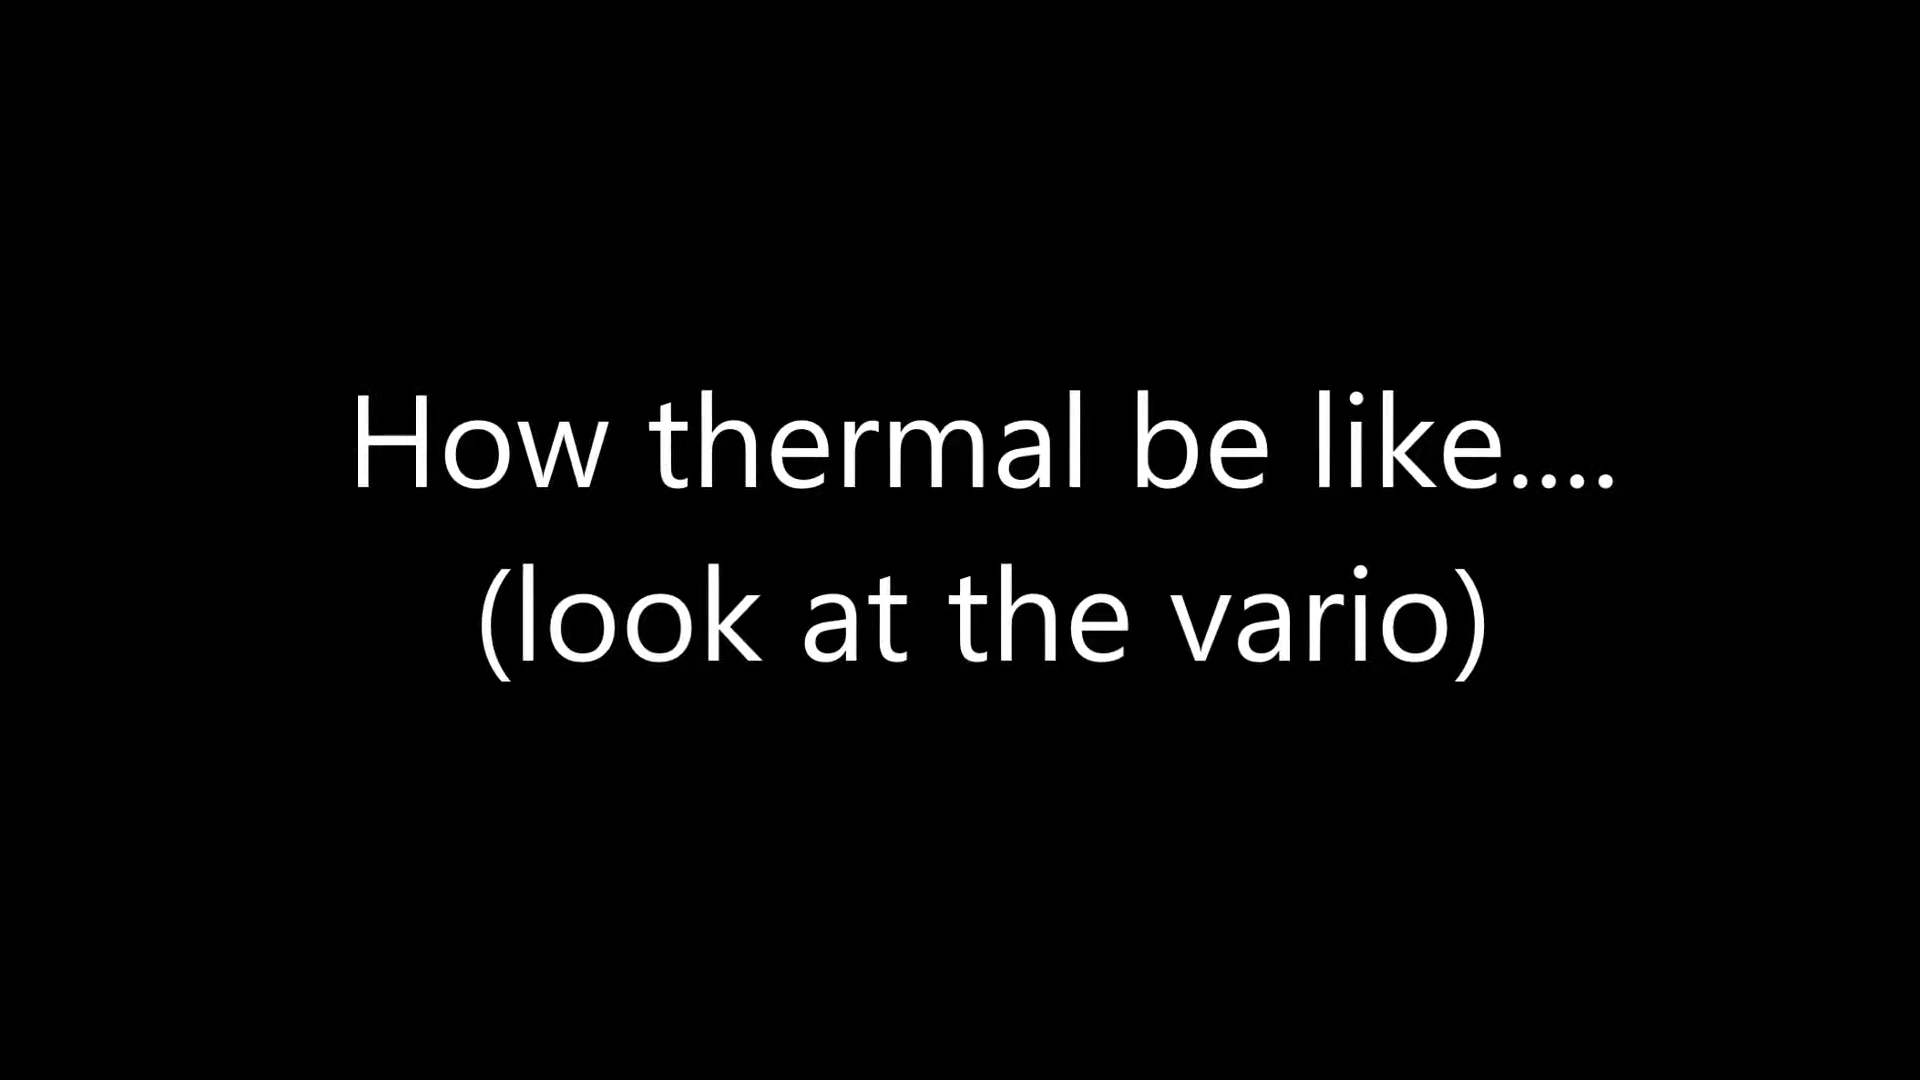 How thermal be like....
(look at the vario)